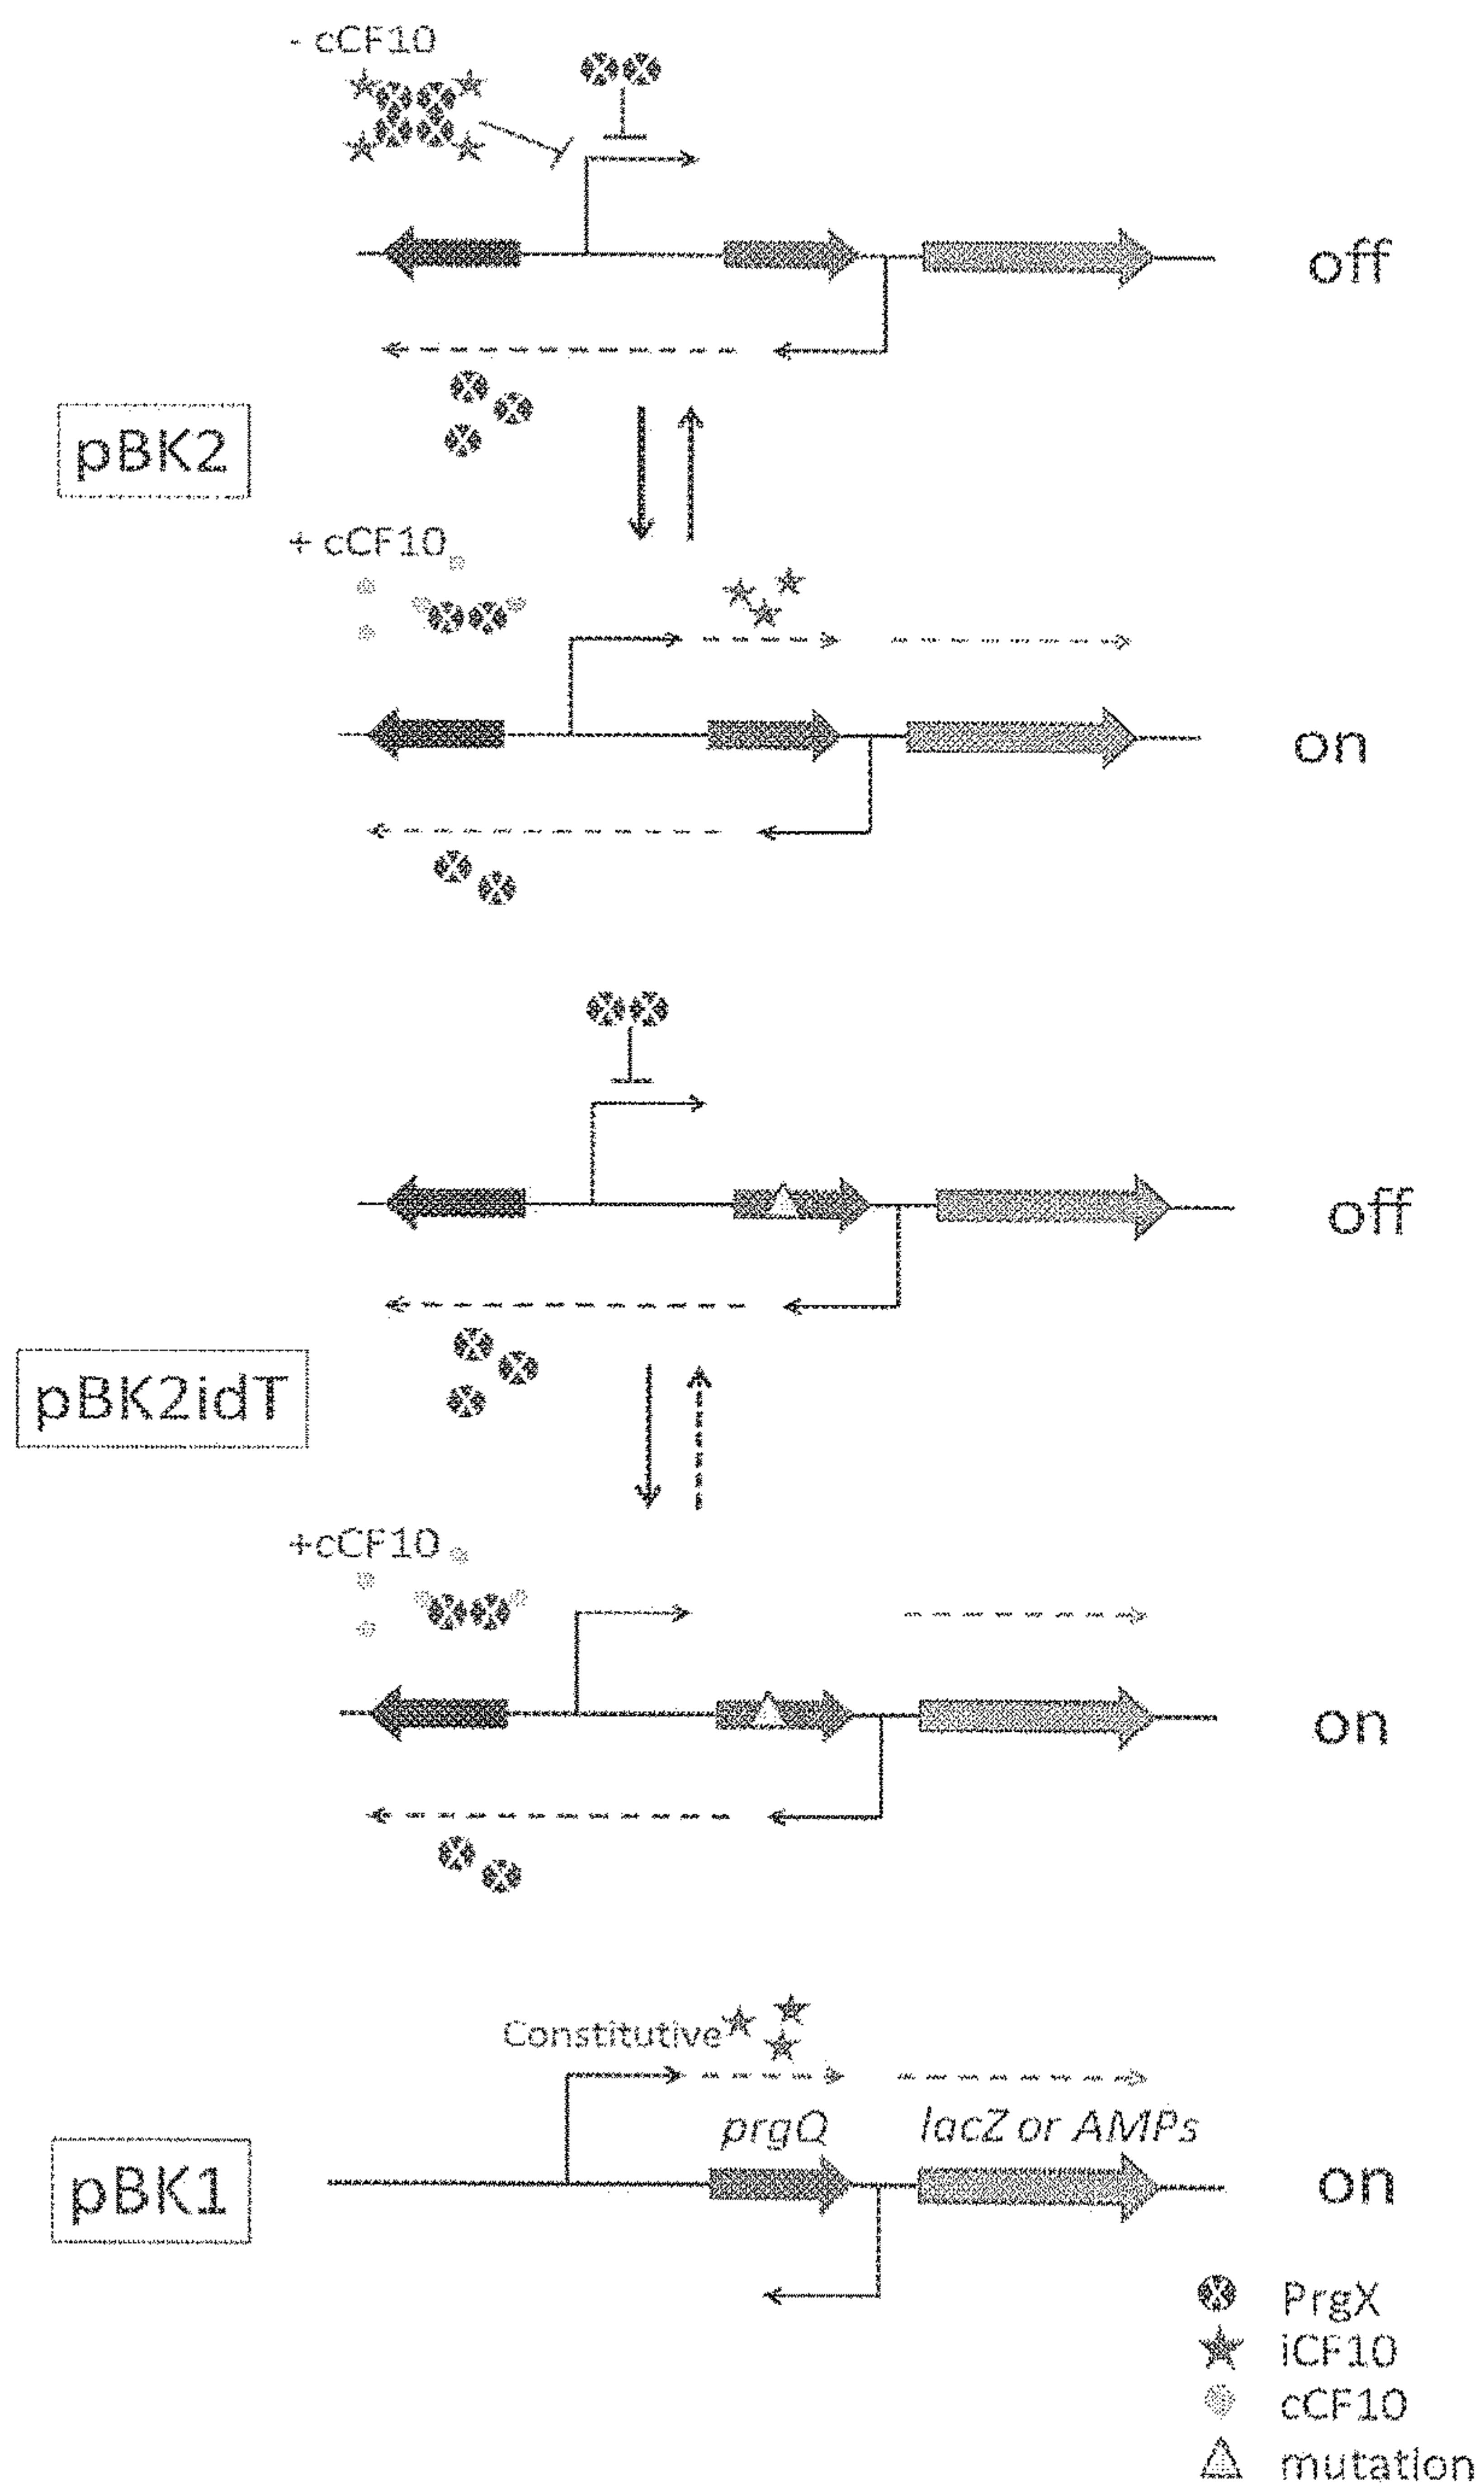 - cCF10
off
pBK2
+ cCF10
on
off
pBK2idT
+cCF10
on
Constitutive
prgQ
lacZ or AMPs
pBK1
on
PrgX
iCF10
cCF10
mutation